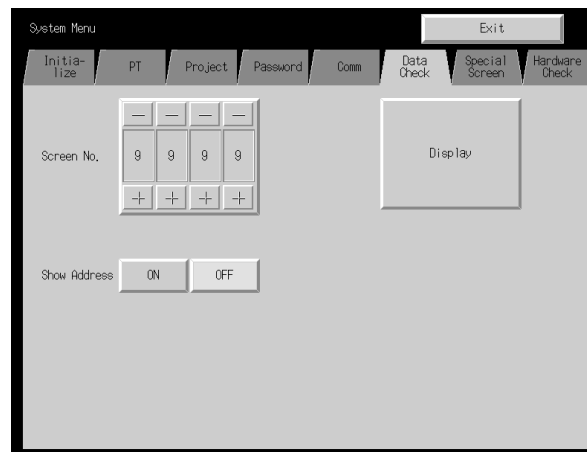 System Menu
Exit
Initia-
lize
PT
Project
Password
Comm
Data
Check
Special
Screen
Hardware
Check
— — — —
Screen No.
9 9 9 9
Display
+ + + +
Show Address
ON
OFF